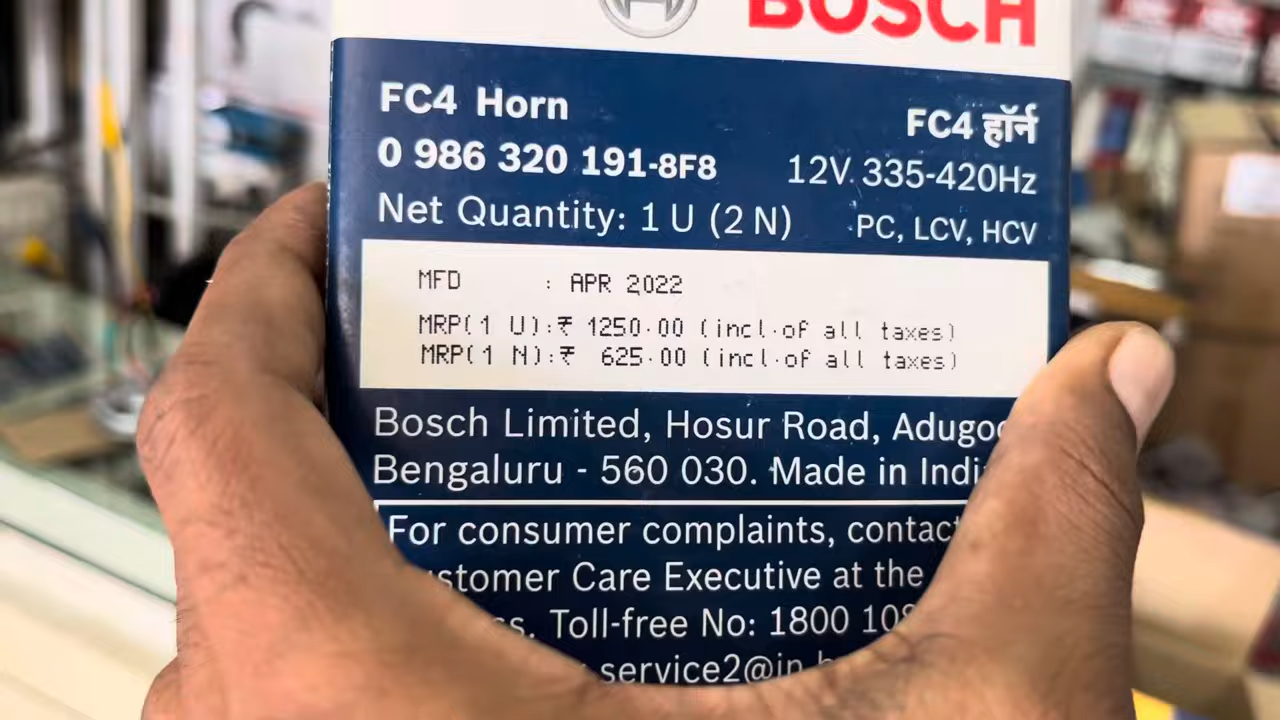 BOSCH
FC4 Horn
FC4 हॉर्न
0 986 320 191-8F8
12V 335-420Hz
Net Quantity: 1 U (2 N)
PC, LCV, HCV
MFD : APR 2022
MRP(1 U):₹ 1250.00 (incl.of all taxes)
MRP(1 N):₹ 625.00 (incl.of all taxes)
Bosch Limited, Hosur Road,
Bengaluru - 560 030. Made in
For consumer complaints,
Care Executive at the
Toll-free No: 1800